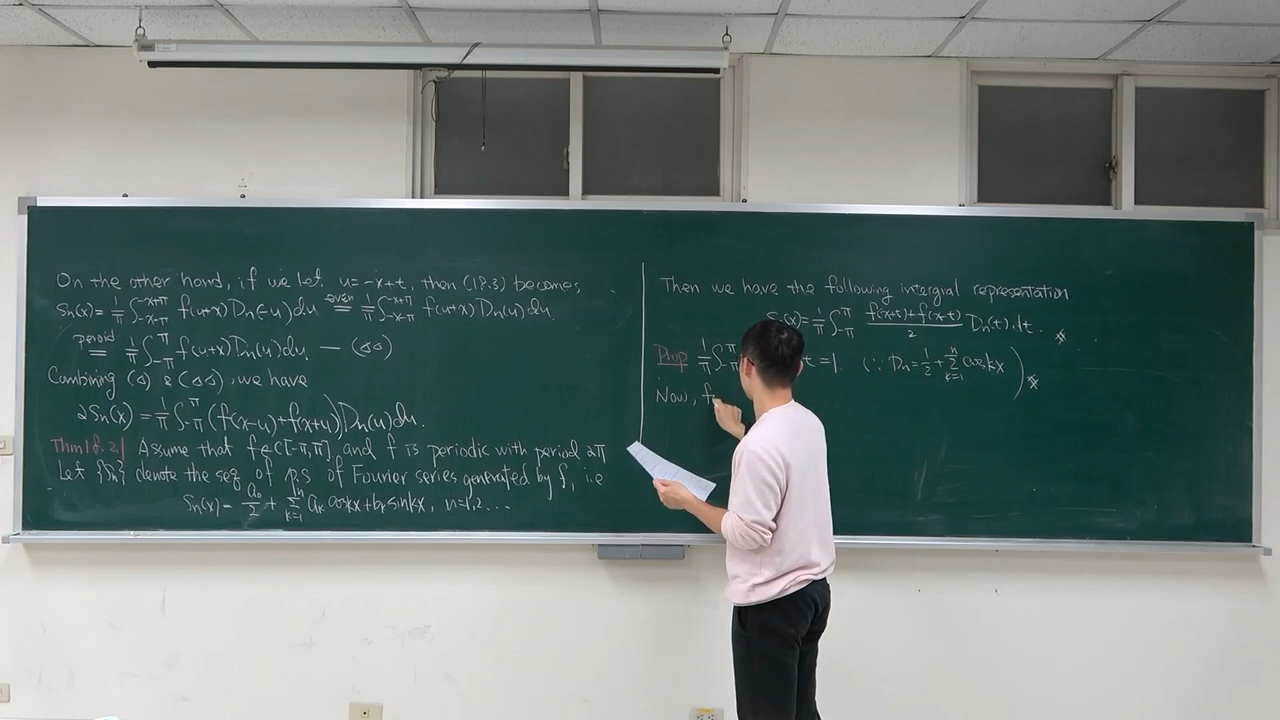 On the other hand, if we let u=-x+t, then (18.3) becomes
Sn(x)= 1/π ∫_{-x-π}^{-x+π} f(u+x)Dn(-u)du =^{even} 1/π ∫_{-x-π}^{-x+π} f(u+x)Dn(u)du.
=^{peroid} 1/π ∫_{-π}^{π} f(u+x)Dn(u)du. — (△△)
Combining (△) & (△△), we have
2Sn(x)= 1/π ∫_{-π}^{π} (f(x-u)+f(x+u))Dn(u)du.
Thm 18.2| Assume that f∈C[-π,π] and f is periodic with period 2π
Let {Sn} denote the seq of p.s of Fourier series generated by f, i.e
Sn(x)= a₀/2 + Σ_{k=1}^{n} aₖ coskx+bₖ sinkx, n=1,2...
Then we have the following intergral representation
Sn(x)= 1/π ∫_{-π}^{π} (f(x+t)+f(x-t))/2 Dn(t) dt. ※
Prop 1/π ∫_{-π}^{π} t=1. (∵ Dn= 1/2 + Σ_{k=1}^{n} coskx) ※
Now, f